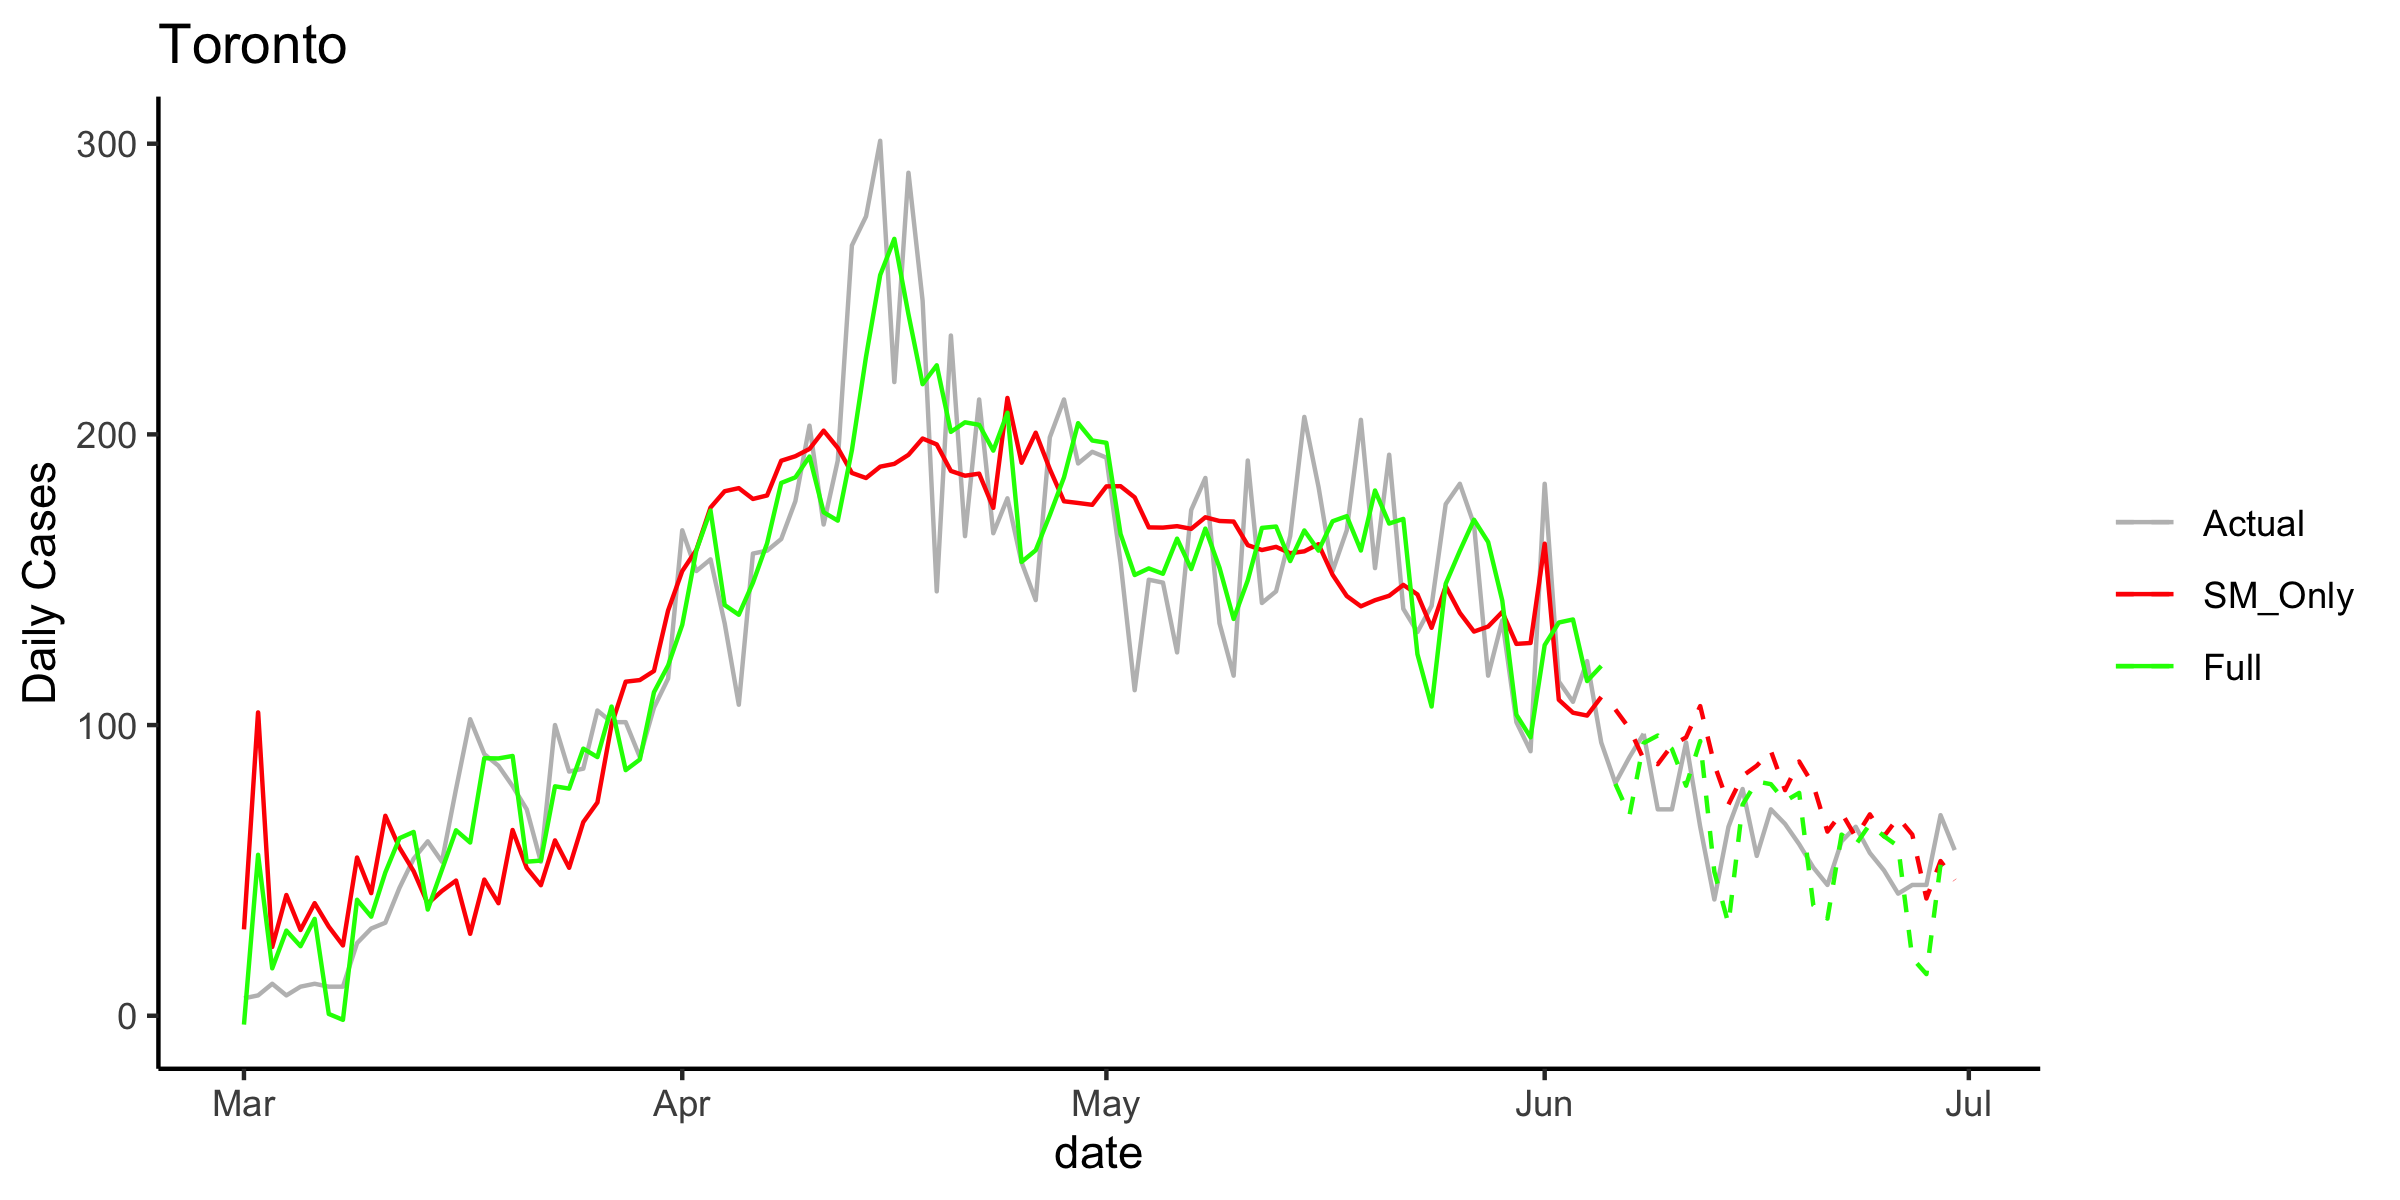 Toronto
300
200
100
0
Daily Cases
Mar
Apr
May
Jun
Jul
date
Actual
SM_Only
Full